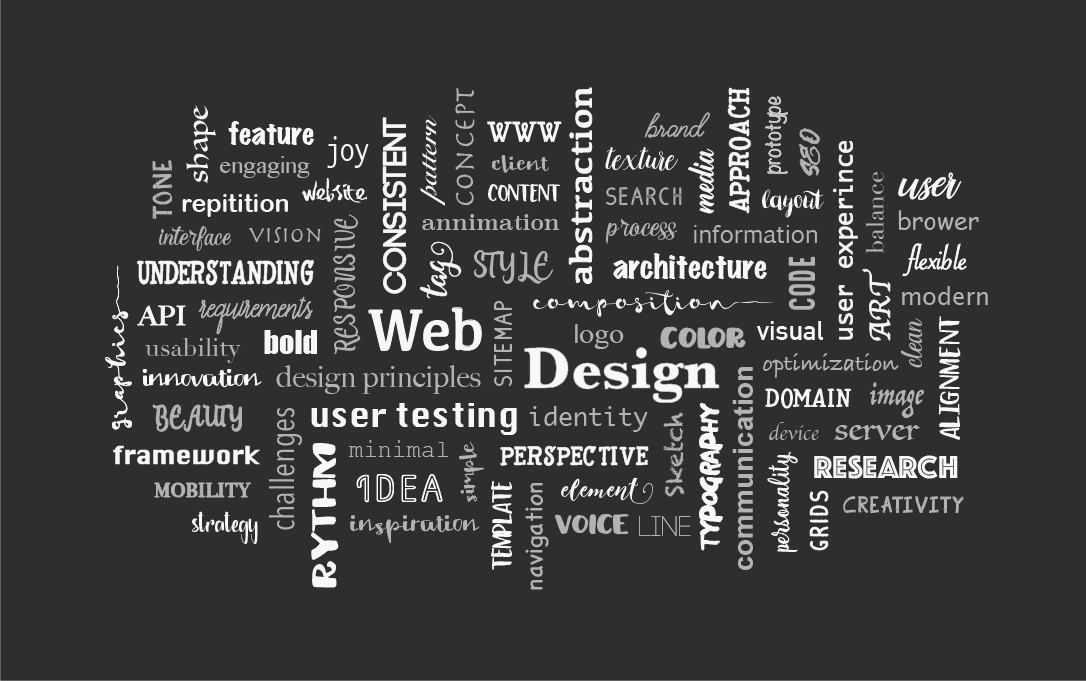 shape
feature
joy
CONSISTENT
pattern
CONCEPT
WWW
abstraction
brand
APPROACH
prototype
SEO
TONE
engaging
client
texture
media
user experince
repitition
website
CONTENT
SEARCH
layout
balance
user
interface
VISION
RESPONSIVE
annimation
process
information
brower
UNDERSTANDING
tag
STYLE
architecture
CODE
flexible
graphics
API
requirements
composition
ART
modern
usability
bold
Web
SITEMAP
logo
COLOR
visual
clean
innovation
design principles
Design
optimization
ALIGNMENT
BEAUTY
challenges
user testing
identity
Sketch
TYPOGRAPHY
communication
DOMAIN
image
device
server
framework
RYTHM
minimal
simple
PERSPECTIVE
personality
RESEARCH
MOBILITY
IDEA
TEMPLATE
navigation
element
GRIDS
CREATIVITY
strategy
inspiration
VOICE
LINE